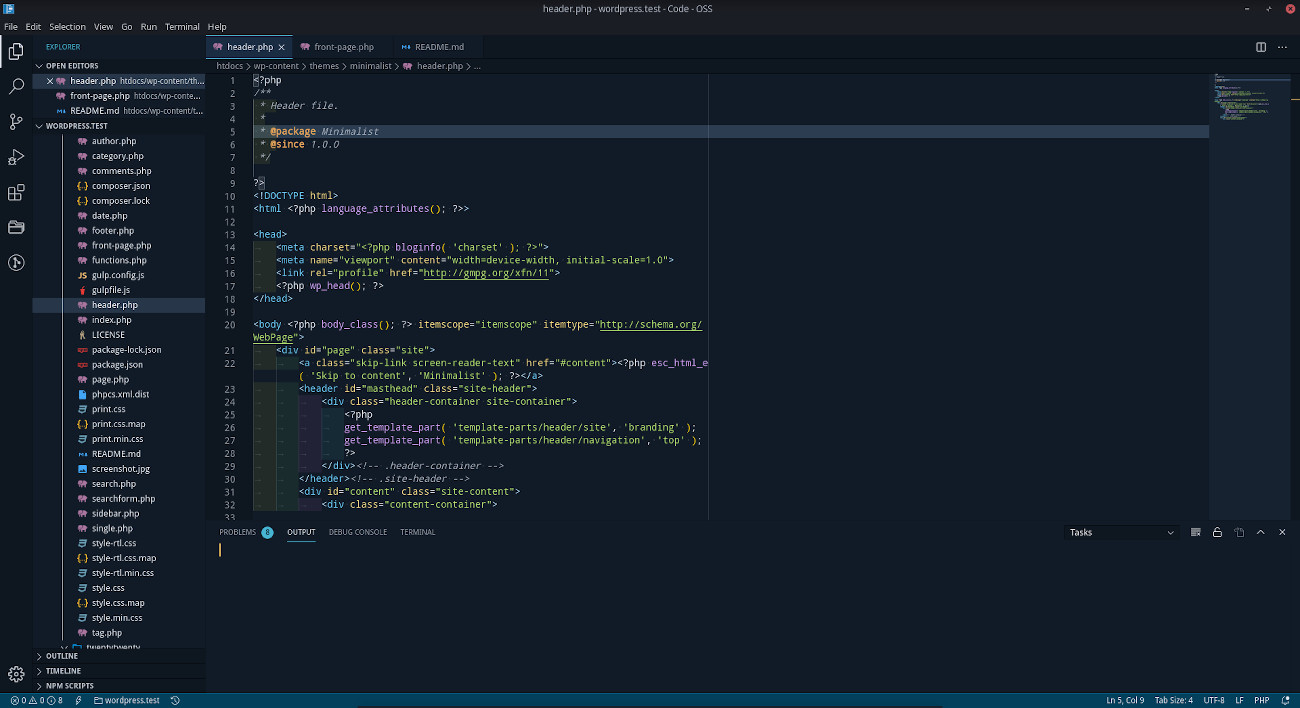 header.php - wordpress.test - Code - OSS
File Edit Selection View Go Run Terminal Help
EXPLORER
OPEN EDITORS
header.php htdocs/wp-content/th...
front-page.php htdocs/wp-conte...
README.md htdocs/wp-content/t...
WORDPRESS.TEST
author.php
category.php
comments.php
composer.json
composer.lock
date.php
footer.php
front-page.php
functions.php
gulp.config.js
gulpfile.js
header.php
index.php
LICENSE
package-lock.json
package.json
page.php
phpcs.xml.dist
print.css
print.css.map
print.min.css
README.md
screenshot.jpg
search.php
searchform.php
sidebar.php
single.php
style-rtl.css
style-rtl.css.map
style-rtl.min.css
style.css
style.css.map
style.min.css
tag.php
twentytwenty
OUTLINE
TIMELINE
NPM SCRIPTS
header.php front-page.php README.md
htdocs > wp-content > themes > minimalist > header.php > ...
1 <?php
2 /**
3 * Header file.
4 *
5 * @package Minimalist
6 * @since 1.0.0
7 */
8
9 ?>
10 <!DOCTYPE html>
11 <html <?php language_attributes(); ?>>
12
13 <head>
14 <meta charset="<?php bloginfo( 'charset' ); ?>">
15 <meta name="viewport" content="width=device-width, initial-scale=1.0">
16 <link rel="profile" href="http://gmpg.org/xfn/11">
17 <?php wp_head(); ?>
18 </head>
19
20 <body <?php body_class(); ?> itemscope="itemscope" itemtype="http://schema.org/
WebPage">
21 <div id="page" class="site">
22 <a class="skip-link screen-reader-text" href="#content"><?php esc_html_e
( 'Skip to content', 'Minimalist' ); ?></a>
23 <header id="masthead" class="site-header">
24 <div class="header-container site-container">
25 <?php
26 get_template_part( 'template-parts/header/site', 'branding' );
27 get_template_part( 'template-parts/header/navigation', 'top' );
28 ?>
29 </div><!-- .header-container -->
30 </header><!-- .site-header -->
31 <div id="content" class="site-content">
32 <div class="content-container">
33
PROBLEMS 8 OUTPUT DEBUG CONSOLE TERMINAL Tasks
0 0 8 wordpress.test Ln 5, Col 9 Tab Size: 4 UTF-8 LF PHP